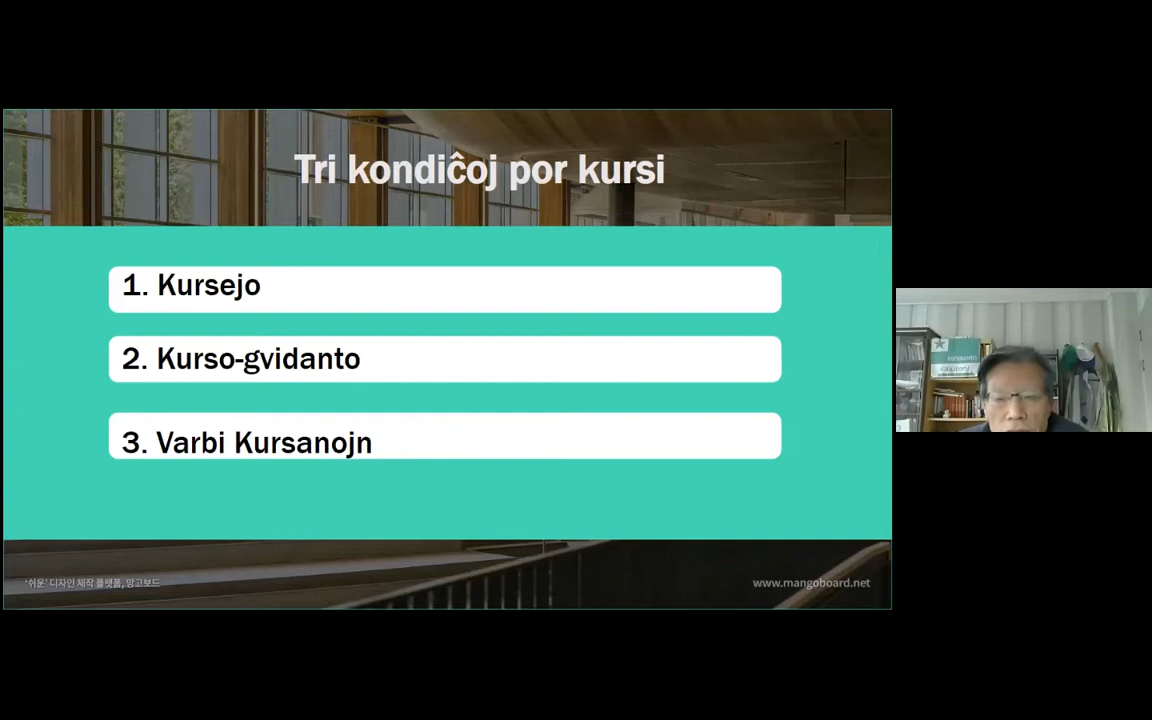 Tri kondiĉoj por kursi
1. Kursejo
2. Kurso-gvidanto
3. Varbi Kursanojn
'쉬운' 디자인 제작 플랫폼, 망고보드
www.mangoboard.net